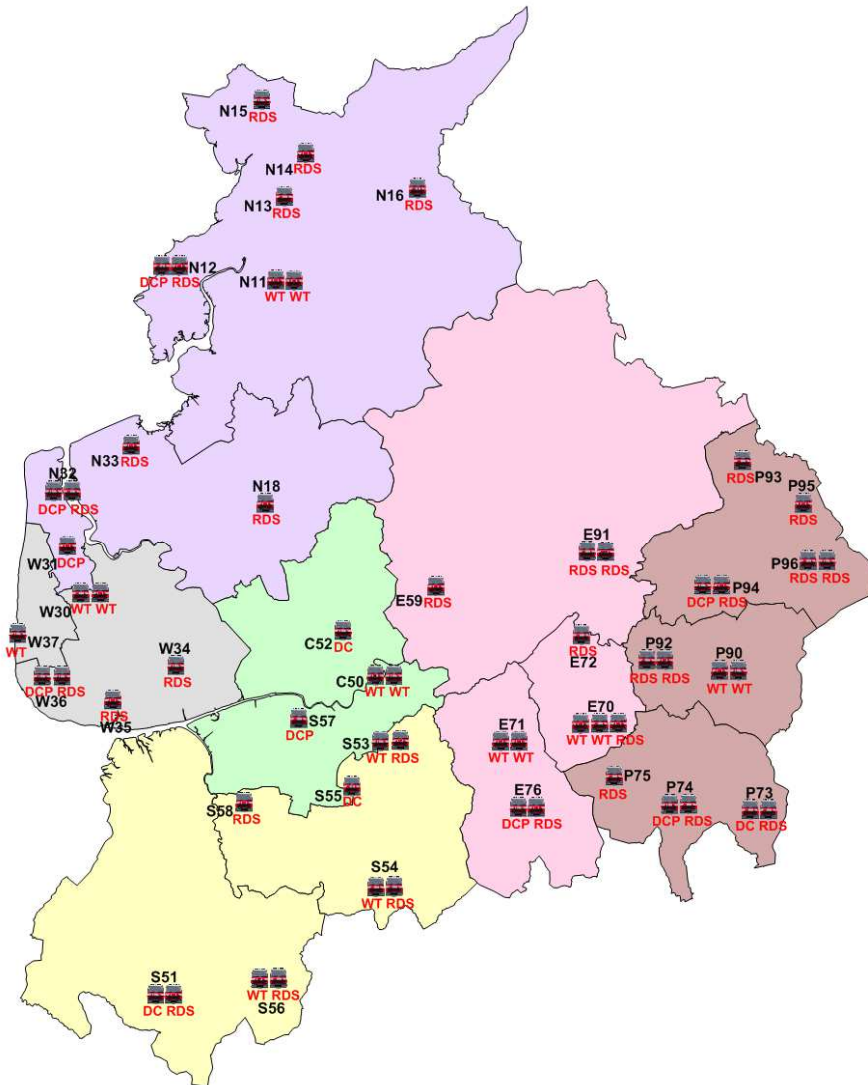 N15
RDS
N14
RDS
N13
RDS
N16
RDS
N12
DCP RDS
N11
WT WT
N33
RDS
N32
DCP RDS
N18
RDS
W31
DCP
W30
WT WT
W37
WT
W36
DCP RDS
W34
RDS
RDS
W35
C52
DC
C50
WT WT
S57
DCP
S53
WT RDS
S55
DC
S58
RDS
S54
WT RDS
S51
DC RDS
WT RDS
S56
E59
RDS
E91
RDS RDS
RDS
E72
E70
WT WT RDS
E71
WT WT
E76
DCP RDS
RDS P93
P95
RDS
P96
RDS RDS
P94
DCP RDS
P92
RDS RDS
P90
WT WT
P75
RDS
P74
DCP RDS
P73
DC RDS